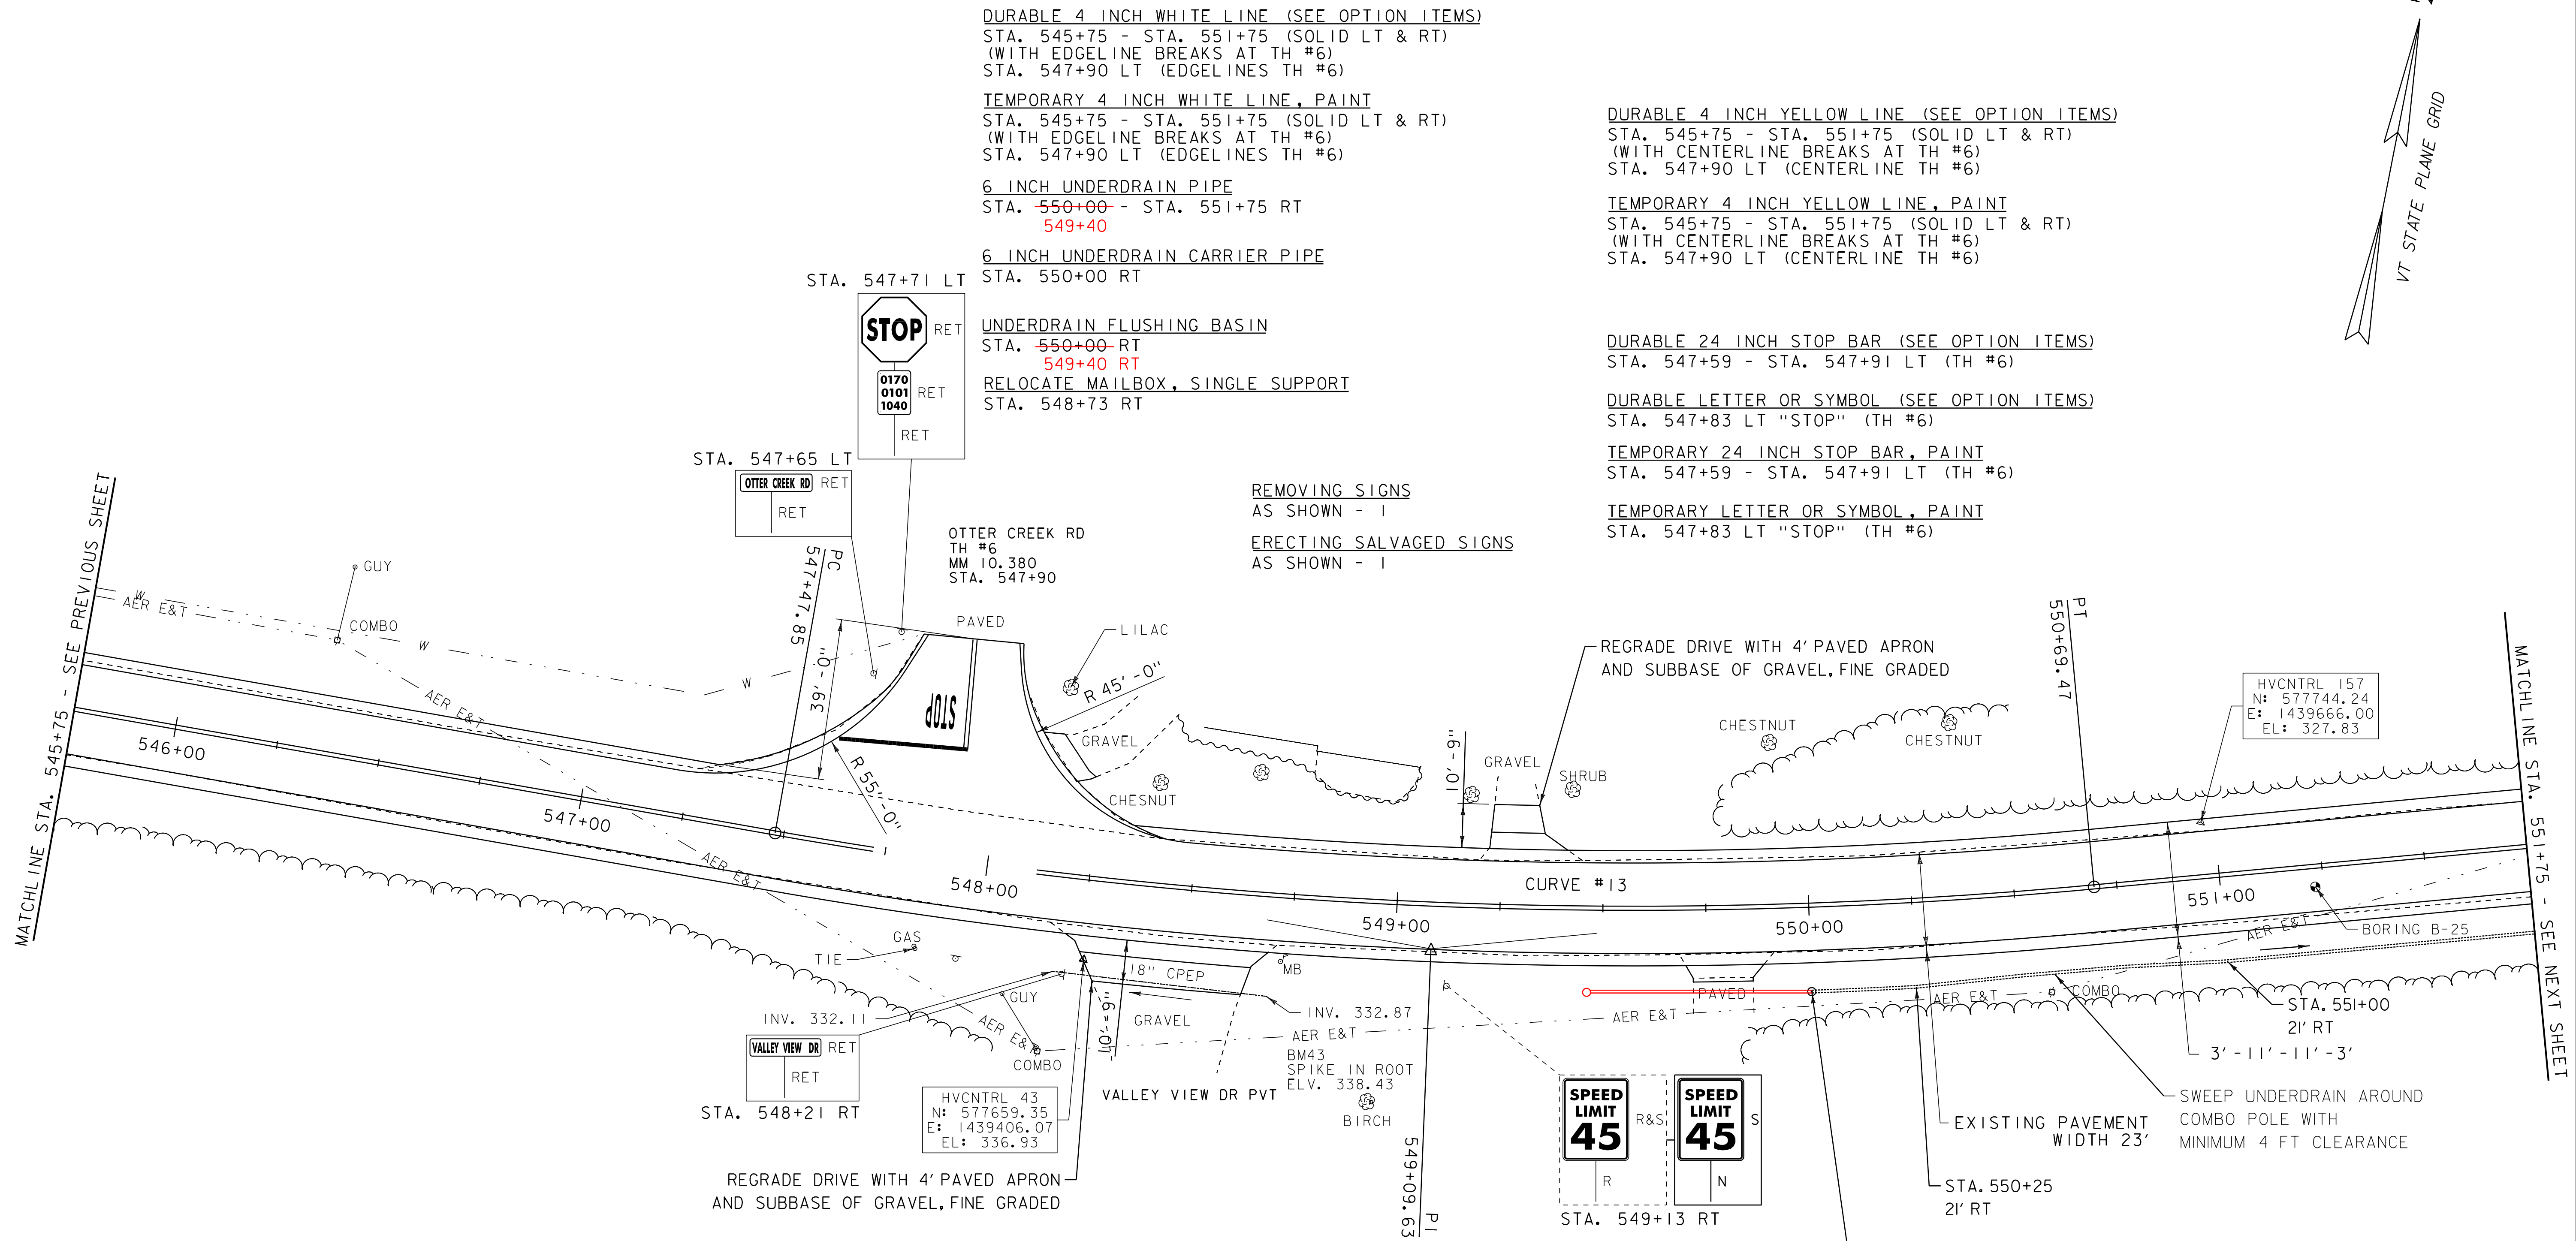 DURABLE 4 INCH WHITE LINE (SEE OPTION ITEMS)
STA. 545+75 - STA. 551+75 (SOLID LT & RT)
(WITH EDGELINE BREAKS AT TH #6)
STA. 547+90 LT (EDGELINES TH #6)
TEMPORARY 4 INCH WHITE LINE, PAINT
STA. 545+75 - STA. 551+75 (SOLID LT & RT)
(WITH EDGELINE BREAKS AT TH #6)
STA. 547+90 LT (EDGELINES TH #6)
6 INCH UNDERDRAIN PIPE
STA. 550+00 - STA. 551+75 RT
549+40
6 INCH UNDERDRAIN CARRIER PIPE
STA. 550+00 RT
UNDERDRAIN FLUSHING BASIN
STA. 550+00 RT
549+40 RT
RELOCATE MAILBOX, SINGLE SUPPORT
STA. 548+73 RT
DURABLE 4 INCH YELLOW LINE (SEE OPTION ITEMS)
STA. 545+75 - STA. 551+75 (SOLID LT & RT)
(WITH CENTERLINE BREAKS AT TH #6)
STA. 547+90 LT (CENTERLINE TH #6)
TEMPORARY 4 INCH YELLOW LINE, PAINT
STA. 545+75 - STA. 551+75 (SOLID LT & RT)
(WITH CENTERLINE BREAKS AT TH #6)
STA. 547+90 LT (CENTERLINE TH #6)
DURABLE 24 INCH STOP BAR (SEE OPTION ITEMS)
STA. 547+59 - STA. 547+91 LT (TH #6)
DURABLE LETTER OR SYMBOL (SEE OPTION ITEMS)
STA. 547+83 LT "STOP" (TH #6)
TEMPORARY 24 INCH STOP BAR, PAINT
STA. 547+59 - STA. 547+91 LT (TH #6)
TEMPORARY LETTER OR SYMBOL, PAINT
STA. 547+83 LT "STOP" (TH #6)
REMOVING SIGNS
AS SHOWN - 1
ERECTING SALVAGED SIGNS
AS SHOWN - 1
VT STATE PLANE GRID
STA. 547+71 LT
STOP RET
0170
0101 RET
1040
RET
STA. 547+65 LT
OTTER CREEK RD RET
RET
OTTER CREEK RD
TH #6
MM 10.380
STA. 547+90
MATCHLINE STA. 545+75 - SEE PREVIOUS SHEET
GUY
W
AER E&T
COMBO
W
AER E&T
W
PC
547+47.85
39'-0"
PAVED
STOP
R 55'-0"
LILAC
R 45'-0"
GRAVEL
CHESNUT
10'-9"
GRAVEL
SHRUB
REGRADE DRIVE WITH 4' PAVED APRON
AND SUBBASE OF GRAVEL, FINE GRADED
CHESTNUT
CHESTNUT
PT
550+69.47
HVCNTRL 157
N: 577744.24
E: 1439666.00
EL: 327.83
MATCHLINE STA. 551+75 - SEE NEXT SHEET
546+00
547+00
548+00
549+00
550+00
551+00
CURVE #13
AER E&T
GAS
TIE
18" CPEP
MB
GUY
INV. 332.11
AER E&T
COMBO
10'-9"
GRAVEL
INV. 332.87
AER E&T
BM43
SPIKE IN ROOT
ELV. 338.43
BIRCH
VALLEY VIEW DR RET
RET
STA. 548+21 RT
HVCNTRL 43
N: 577659.35
E: 1439406.07
EL: 336.93
VALLEY VIEW DR PVT
REGRADE DRIVE WITH 4' PAVED APRON
AND SUBBASE OF GRAVEL, FINE GRADED
549+09.63
PI
SPEED LIMIT 45 R&S
R
SPEED LIMIT 45 S
N
STA. 549+13 RT
PAVED
AER E&T
AER E&T
COMBO
AER E&T
BORING B-25
STA. 551+00
21' RT
3'-11'-11'-3'
SWEEP UNDERDRAIN AROUND
COMBO POLE WITH
MINIMUM 4 FT CLEARANCE
EXISTING PAVEMENT
WIDTH 23'
STA. 550+25
21' RT